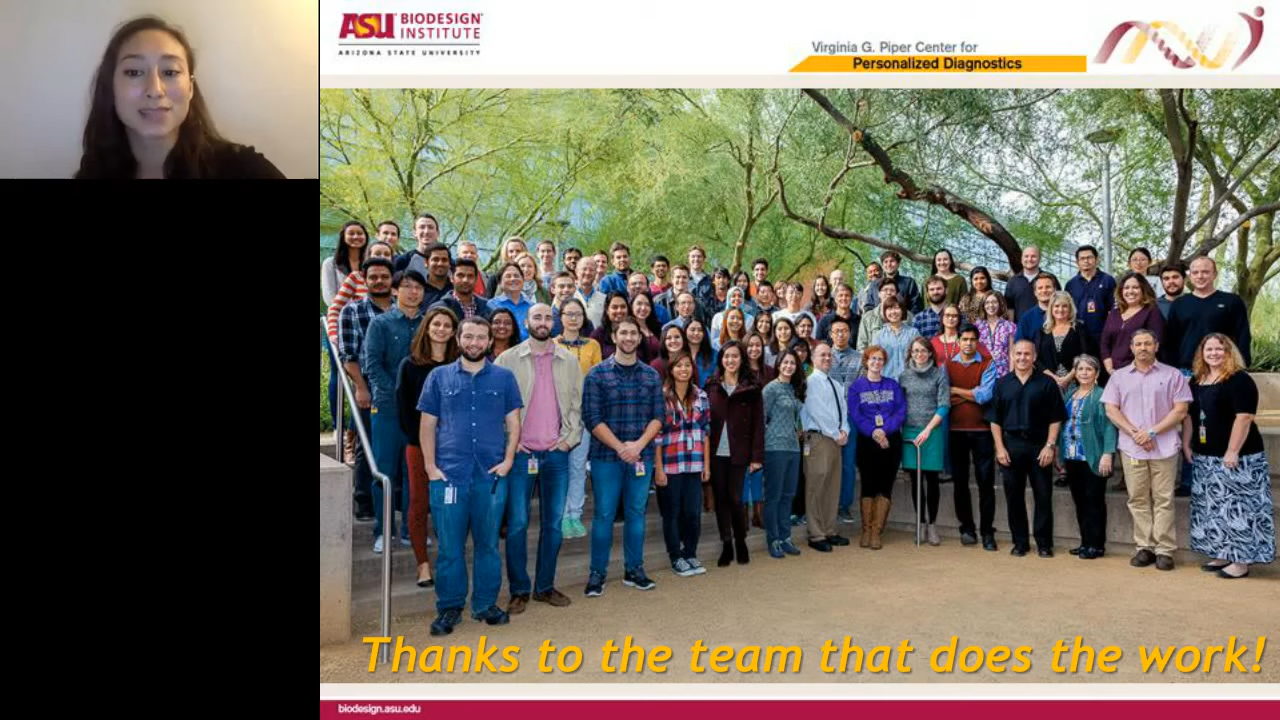 ASU BIODESIGN
INSTITUTE
ARIZONA STATE UNIVERSITY
Virginia G. Piper Center for
Personalized Diagnostics
Thanks to the team that does the work!
biodesign.asu.edu